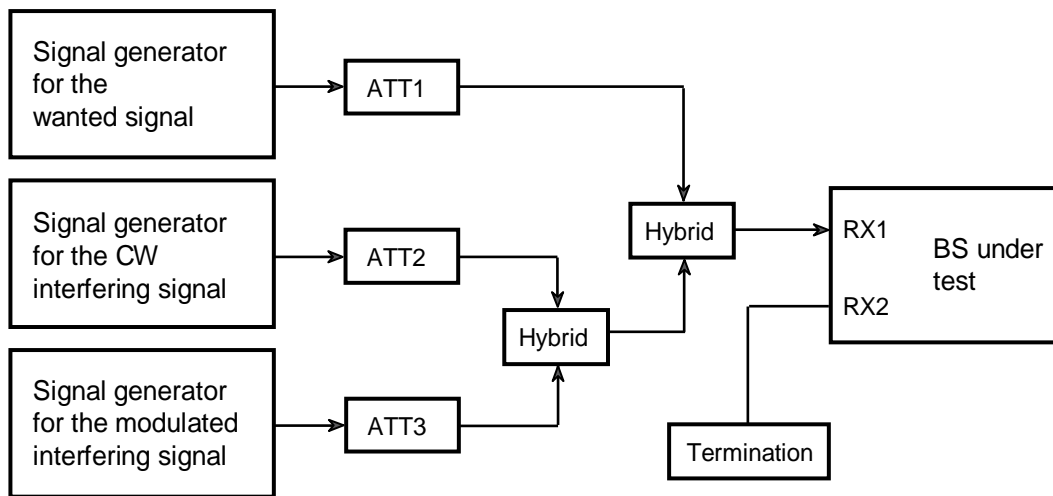 Signal generator
for the
wanted signal
ATT1
Signal generator
for the CW
interfering signal
ATT2
Signal generator
for the modulated
interfering signal
ATT3
Hybrid
Hybrid
RX1
RX2
BS under
test
Termination